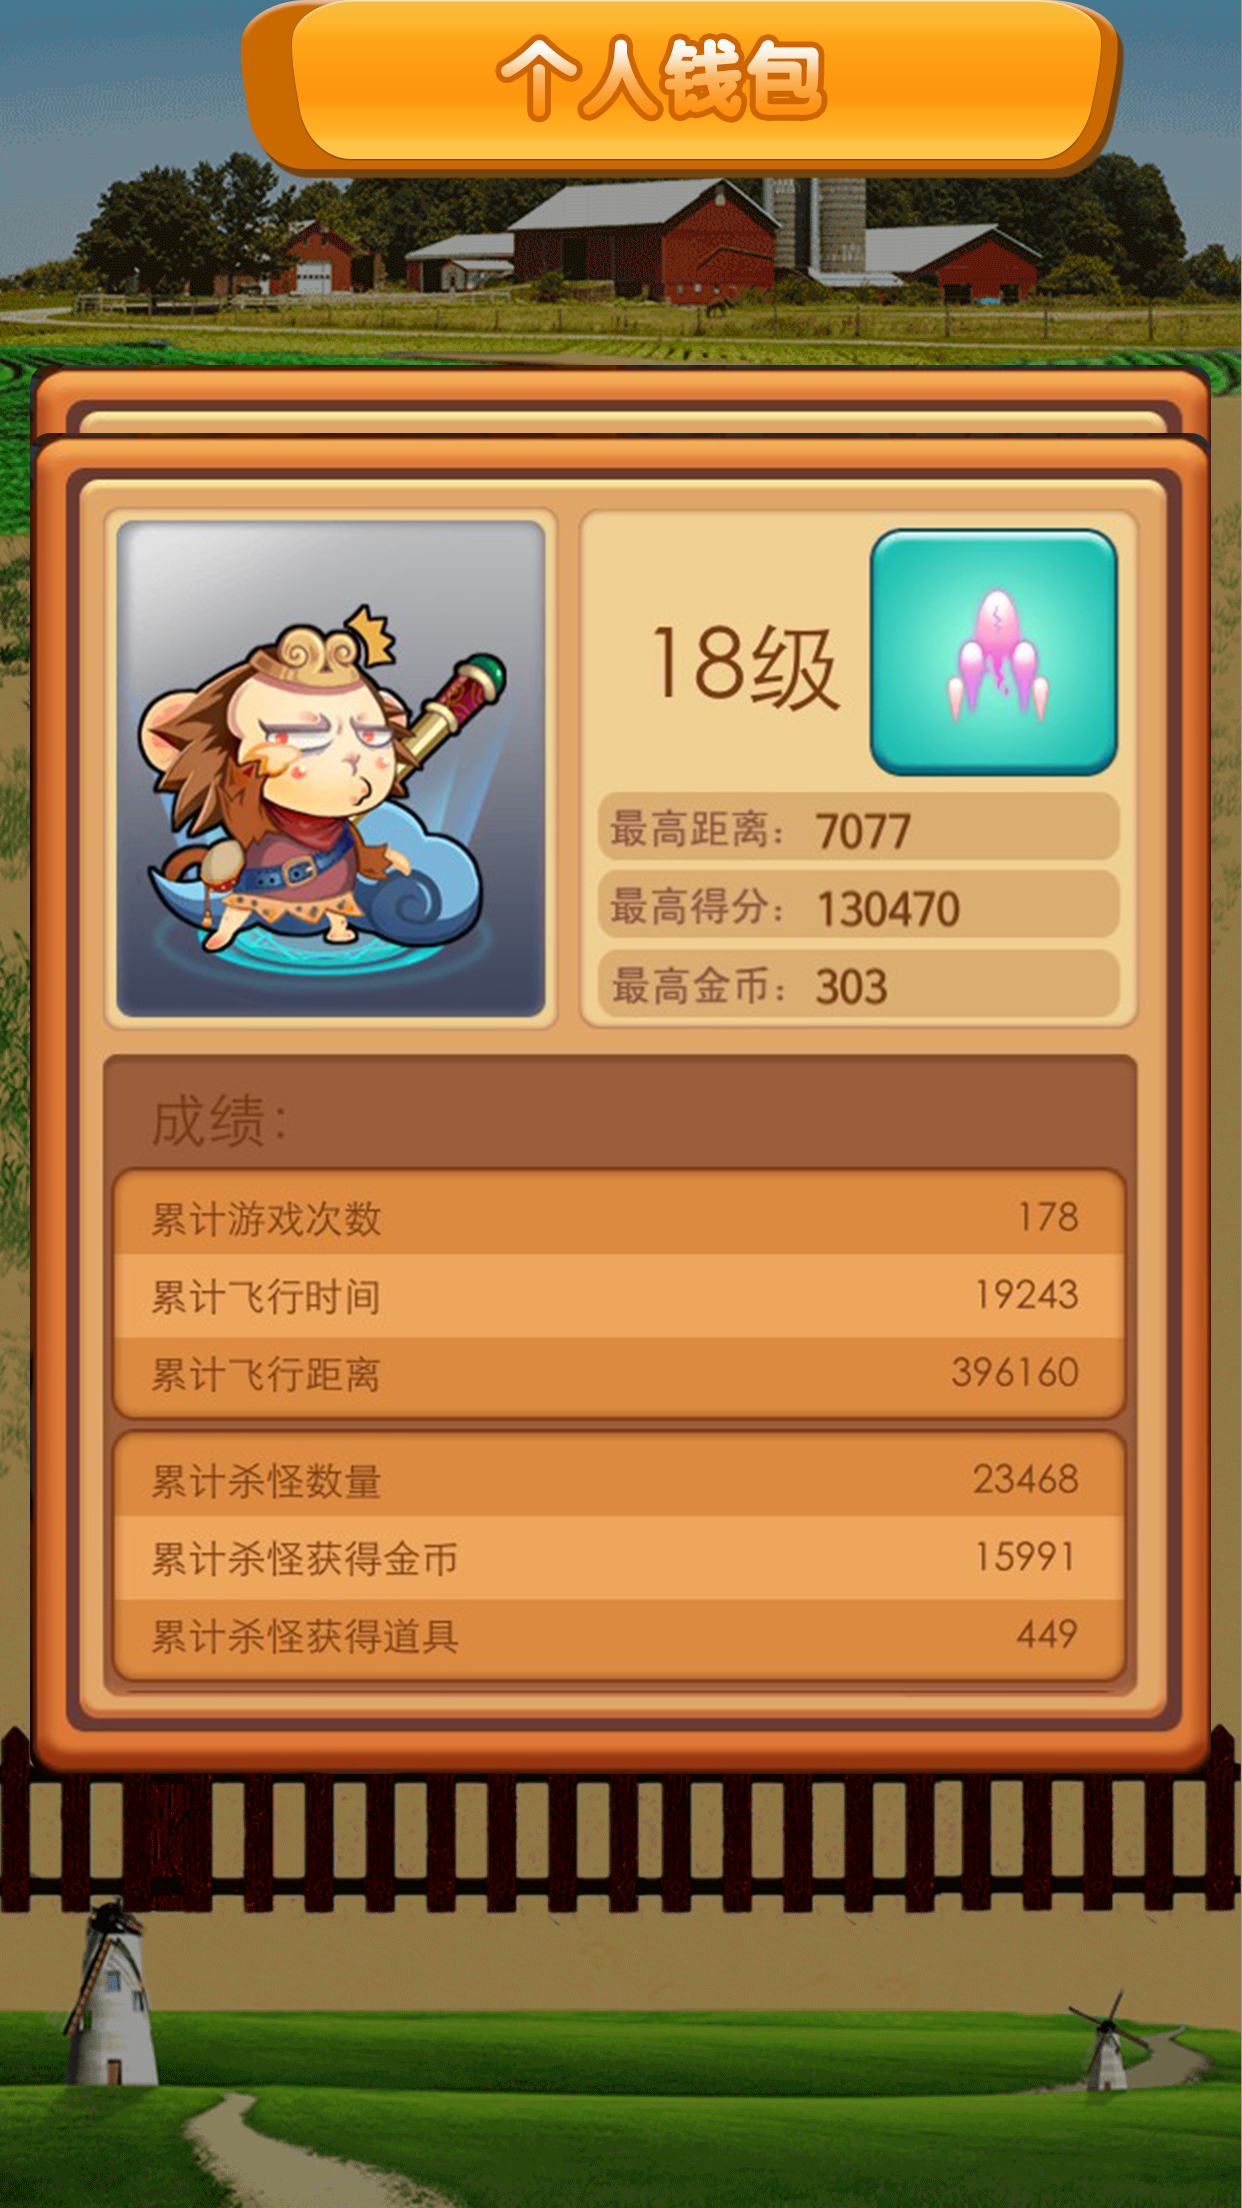 个人钱包
18级
最高距离： 7077
最高得分： 130470
最高金币： 303
成绩：
累计游戏次数 178
累计飞行时间 19243
累计飞行距离 396160
累计杀怪数量 23468
累计杀怪获得金币 15991
累计杀怪获得道具 449